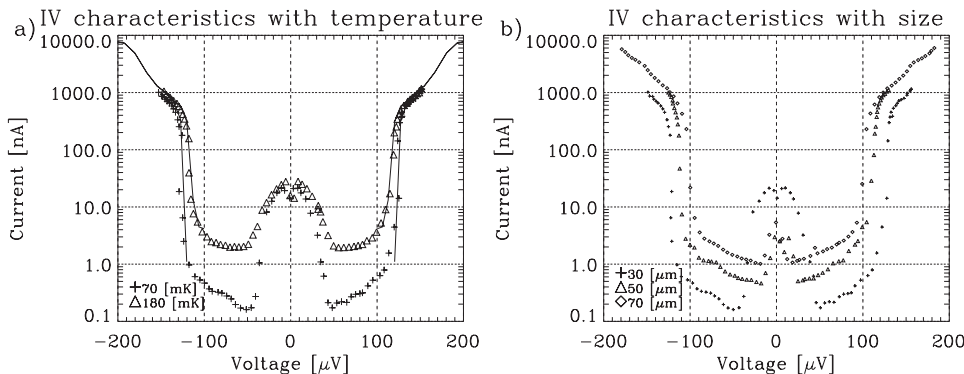 IV characteristics with temperature
a)
10000.0
1000.0
100.0
10.0
1.0
0.1
Current [nA]
+70 [mK]
△180 [mK]
−200 −100 0 100 200
Voltage [μV]
IV characteristics with size
b)
10000.0
1000.0
100.0
10.0
1.0
0.1
Current [nA]
+30 [μm]
△50 [μm]
◇70 [μm]
−200 −100 0 100 200
Voltage [μV]